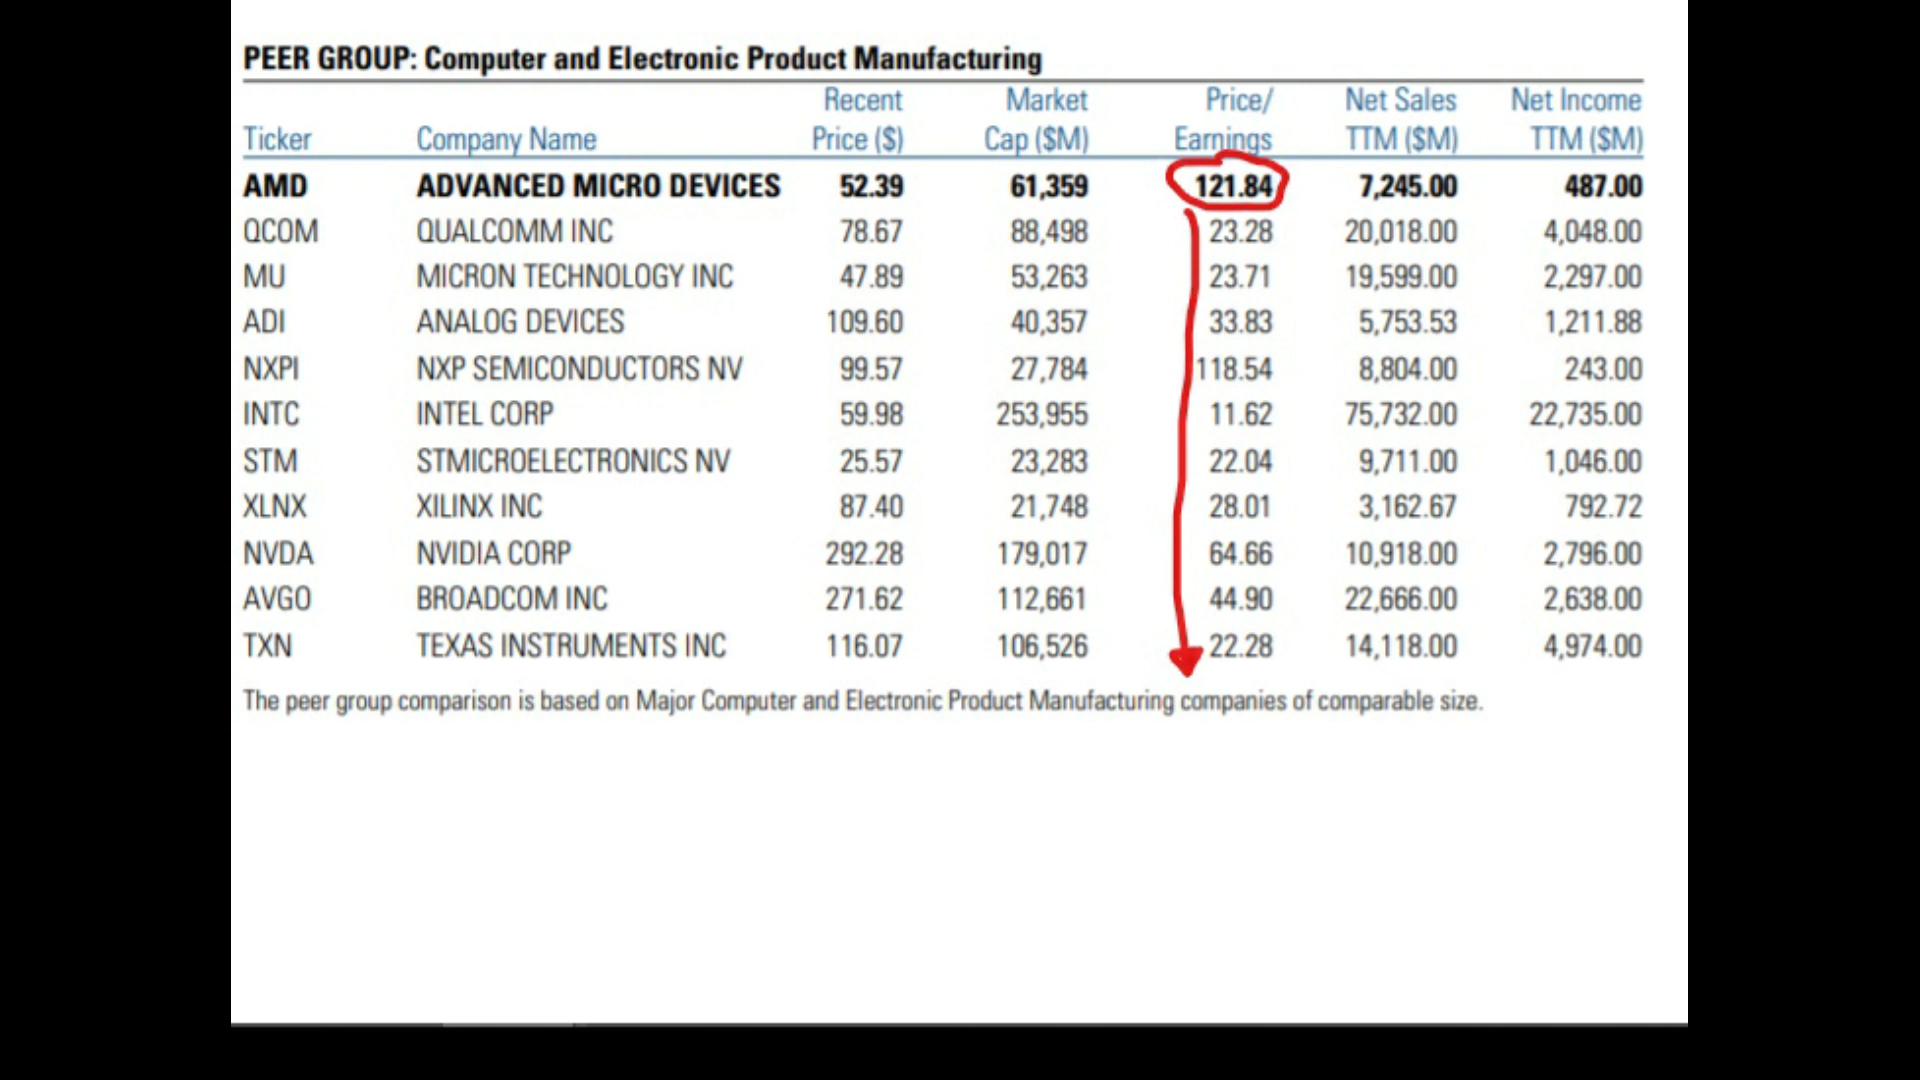 PEER GROUP: Computer and Electronic Product Manufacturing
Recent Market Price/ Net Sales Net Income
Ticker Company Name Price ($) Cap ($M) Earnings TTM ($M) TTM ($M)
AMD ADVANCED MICRO DEVICES 52.39 61,359 121.84 7,245.00 487.00
QCOM QUALCOMM INC 78.67 88,498 23.28 20,018.00 4,048.00
MU MICRON TECHNOLOGY INC 47.89 53,263 23.71 19,599.00 2,297.00
ADI ANALOG DEVICES 109.60 40,357 33.83 5,753.53 1,211.88
NXPI NXP SEMICONDUCTORS NV 99.57 27,784 118.54 8,804.00 243.00
INTC INTEL CORP 59.98 253,955 11.62 75,732.00 22,735.00
STM STMICROELECTRONICS NV 25.57 23,283 22.04 9,711.00 1,046.00
XLNX XILINX INC 87.40 21,748 28.01 3,162.67 792.72
NVDA NVIDIA CORP 292.28 179,017 64.66 10,918.00 2,796.00
AVGO BROADCOM INC 271.62 112,661 44.90 22,666.00 2,638.00
TXN TEXAS INSTRUMENTS INC 116.07 106,526 22.28 14,118.00 4,974.00
The peer group comparison is based on Major Computer and Electronic Product Manufacturing companies of comparable size.